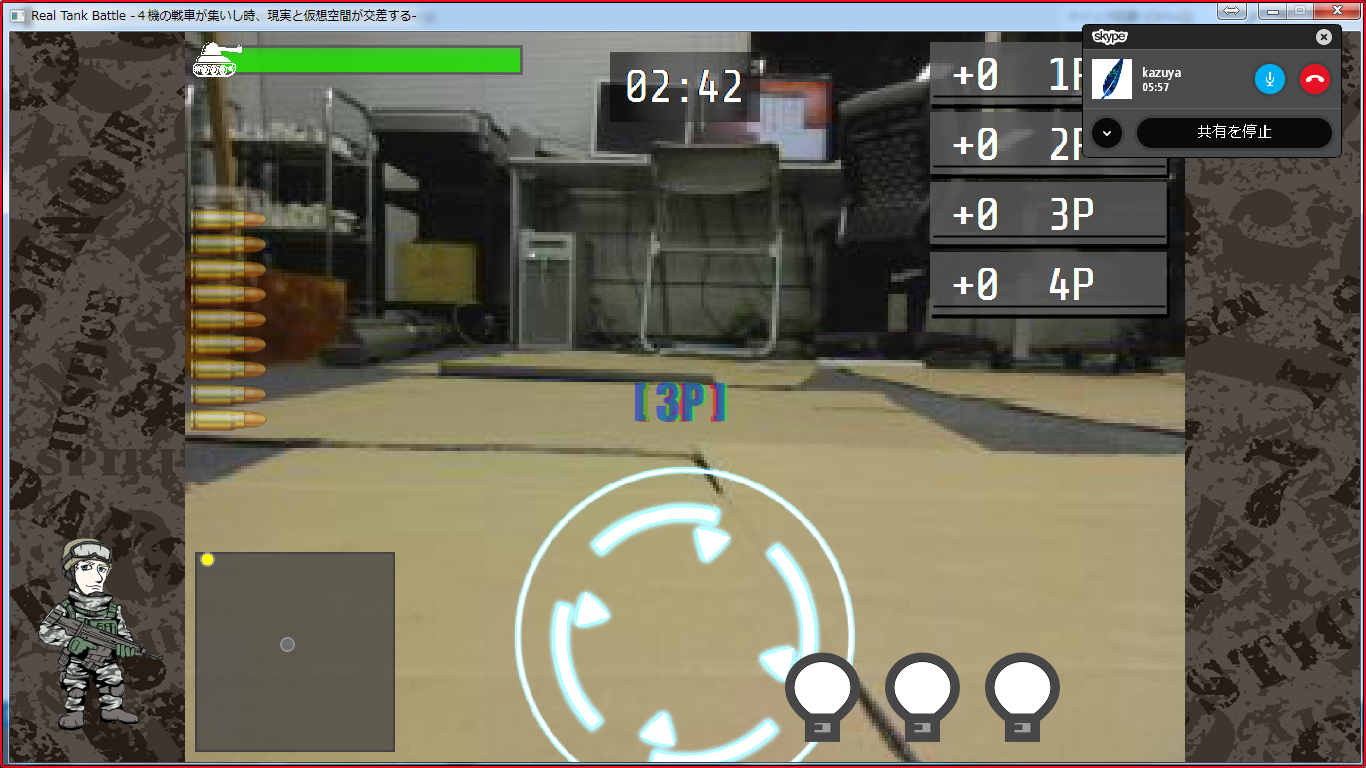 Real Tank Battle -４機の戦車が集いし時、現実と仮想空間が交差する-
skype
kazuya
05:57
共有を停止
02:42
+0 1P
+0 2P
+0 3P
+0 4P
[3P]
JUSTICE
SPIRI